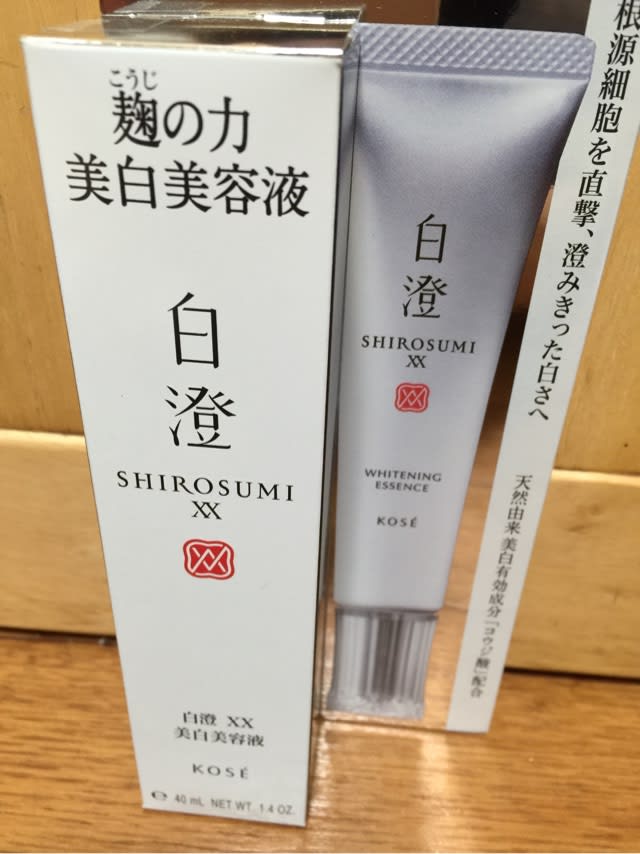 こうじ
麹の力
美白美容液
白澄
SHIROSUMI
XX
白澄 XX
美白美容液
KOSÉ
℮ 40 mL NET WT. 1.4 OZ.
白澄
SHIROSUMI
XX
WHITENING
ESSENCE
KOSÉ
根源細胞を直撃、澄みきった白さへ
天然由来 美白有効成分「コウジ酸」配合